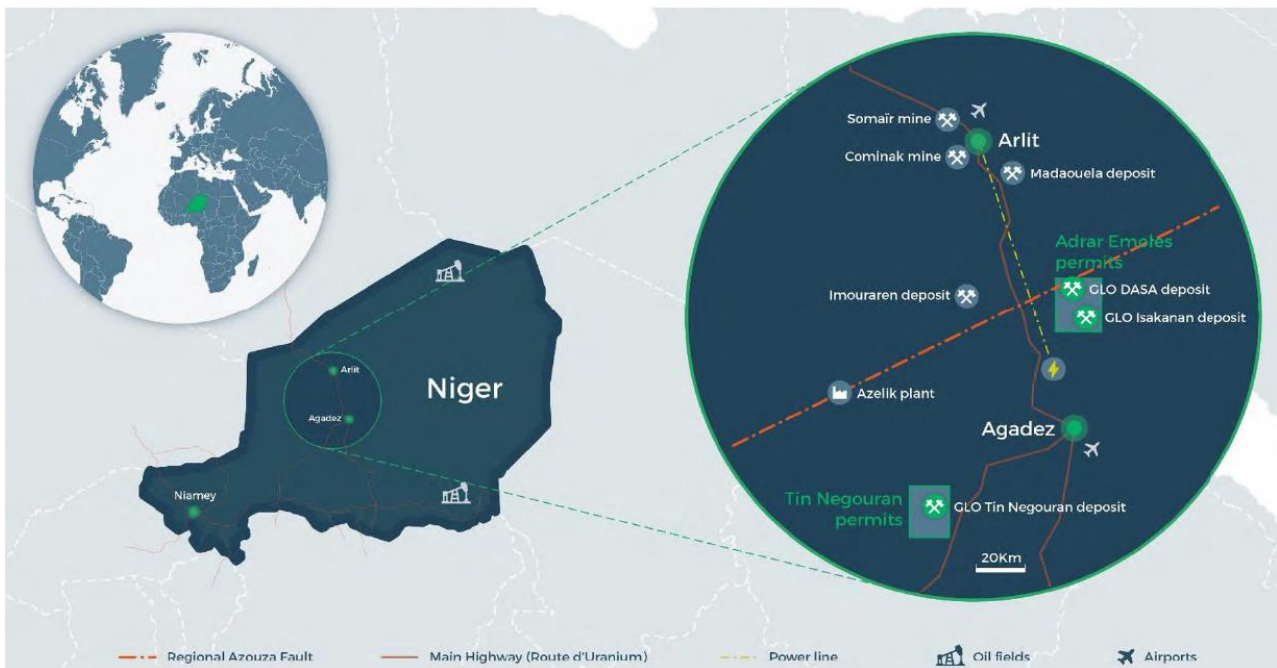 Arlit
Niger
Agadez
Niamey
Somaïr mine
Arlit
Cominak mine
Madaouela deposit
Adrar Emoles
permits
GLO DASA deposit
Imouraren deposit
GLO Isakanan deposit
Azelik plant
Agadez
Tin Negouran
permits
GLO Tin Negouran deposit
20Km
Regional Azouza Fault
Main Highway (Route d'Uranium)
Power line
Oil fields
Airports